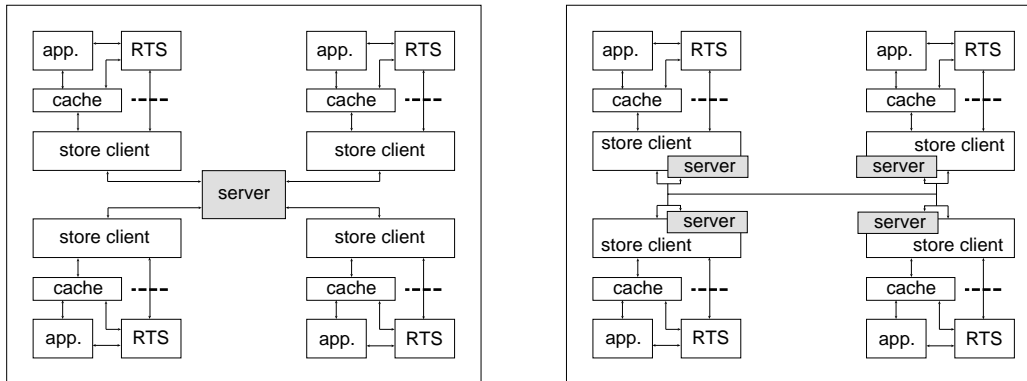 app. RTS
cache
store client
app. RTS
cache
store client
server
store client
cache
app. RTS
store client
cache
app. RTS
app. RTS
cache
store client
server
app. RTS
cache
store client
server
server
store client
cache
app. RTS
server
store client
cache
app. RTS